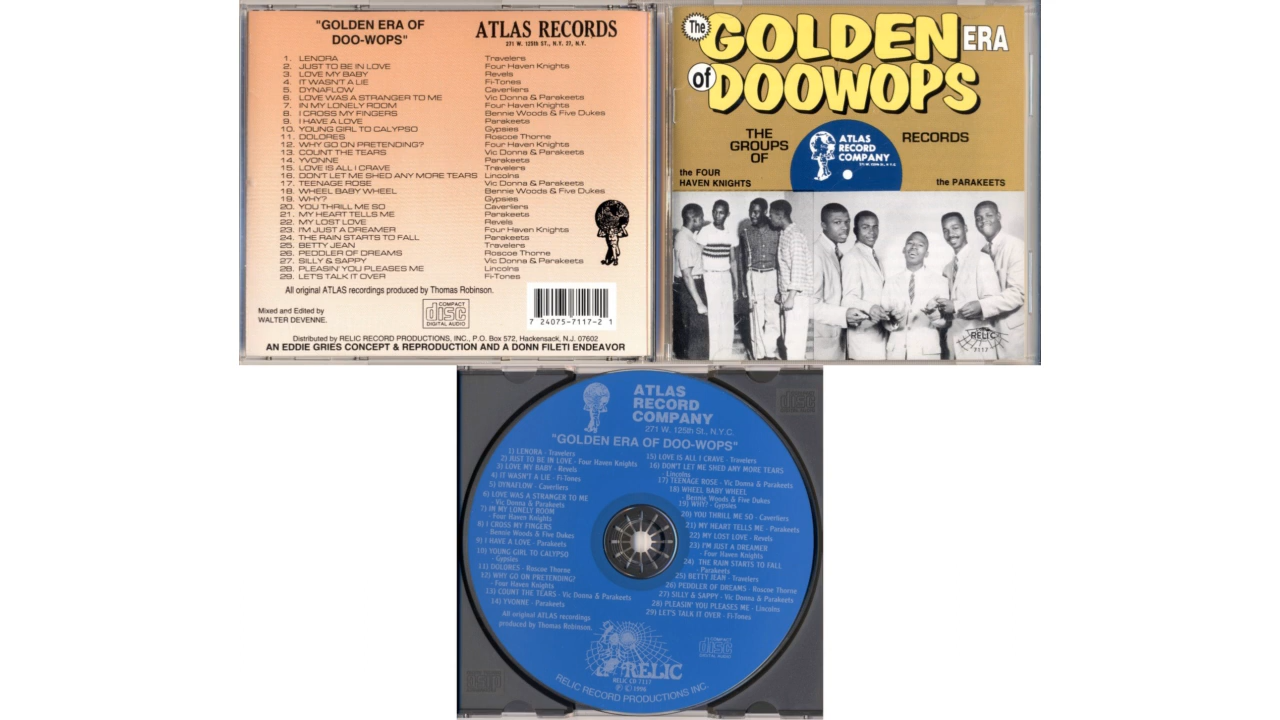 "GOLDEN ERA OF
DOO-WOPS"
ATLAS RECORDS
271 W. 125th ST., N.Y. 27, N.Y.
1. LENORA Travelers
2. JUST TO BE IN LOVE Four Haven Knights
3. LOVE MY BABY Revels
4. IT WASN'T A LIE Fi-Tones
5. DYNAFLOW Caverliers
6. LOVE WAS A STRANGER TO ME Vic Donna & Parakeets
7. IN MY LONELY ROOM Four Haven Knights
8. I CROSS MY FINGERS Bennie Woods & Five Dukes
9. I HAVE A LOVE Parakeets
10. YOUNG GIRL TO CALYPSO Gypsies
11. DOLORES Roscoe Thorne
12. WHY GO ON PRETENDING? Four Haven Knights
13. COUNT THE TEARS Vic Donna & Parakeets
14. YVONNE Parakeets
15. LOVE IS ALL I CRAVE Travelers
16. DON'T LET ME SHED ANY MORE TEARS Lincolns
17. TEENAGE ROSE Vic Donna & Parakeets
18. WHEEL BABY WHEEL Bennie Woods & Five Dukes
19. WHY? Gypsies
20. YOU THRILL ME SO Caverliers
21. MY HEART TELLS ME Parakeets
22. MY LOST LOVE Revels
23. I'M JUST A DREAMER Four Haven Knights
24. THE RAIN STARTS TO FALL Parakeets
25. BETTY JEAN Travelers
26. PEDDLER OF DREAMS Roscoe Thorne
27. SILLY & SAPPY Vic Donna & Parakeets
28. PLEASIN' YOU PLEASES ME Lincolns
29. LET'S TALK IT OVER Fi-Tones
All original ATLAS recordings produced by Thomas Robinson.
Mixed and Edited by
WALTER DEVENNE.
COMPACT
disc
DIGITAL AUDIO
7 24075-7117-2 1
Distributed by RELIC RECORD PRODUCTIONS, INC., P.O. Box 572, Hackensack, N.J. 07602
AN EDDIE GRIES CONCEPT & REPRODUCTION AND A DONN FILETI ENDEAVOR
The GOLDEN ERA
of DOOWOPS
THE
GROUPS
OF
ATLAS
RECORD
COMPANY
RECORDS
the FOUR
HAVEN KNIGHTS
the PARAKEETS
RELIC
7117
ATLAS
RECORD
COMPANY
271 W. 125th St., N.Y.C.
"GOLDEN ERA OF DOO-WOPS"
1) LENORA - Travelers
2) JUST TO BE IN LOVE - Four Haven Knights
3) LOVE MY BABY - Revels
4) IT WASN'T A LIE - Fi-Tones
5) DYNAFLOW - Caverliers
6) LOVE WAS A STRANGER TO ME
- Vic Donna & Parakeets
7) IN MY LONELY ROOM
- Four Haven Knights
8) I CROSS MY FINGERS
- Bennie Woods & Five Dukes
9) I HAVE A LOVE - Parakeets
10) YOUNG GIRL TO CALYPSO
- Gypsies
11) DOLORES - Roscoe Thorne
12) WHY GO ON PRETENDING?
- Four Haven Knights
13) COUNT THE TEARS - Vic Donna & Parakeets
14) YVONNE - Parakeets
15) LOVE IS ALL I CRAVE - Travelers
16) DON'T LET ME SHED ANY MORE TEARS
- Lincolns
17) TEENAGE ROSE - Vic Donna & Parakeets
18) WHEEL BABY WHEEL
- Bennie Woods & Five Dukes
19) WHY? - Gypsies
20) YOU THRILL ME SO - Caverliers
21) MY HEART TELLS ME - Parakeets
22) MY LOST LOVE - Revels
23) I'M JUST A DREAMER
- Four Haven Knights
24) THE RAIN STARTS TO FALL
- Parakeets
25) BETTY JEAN - Travelers
26) PEDDLER OF DREAMS - Roscoe Thorne
27) SILLY & SAPPY - Vic Donna & Parakeets
28) PLEASIN' YOU PLEASES ME - Lincolns
29) LET'S TALK IT OVER - Fi-Tones
All original ATLAS recordings
produced by Thomas Robinson.
COMPACT
disc
DIGITAL AUDIO
RELIC
RELIC CD 7117
Ⓟ © 1996
RELIC RECORD PRODUCTIONS INC.